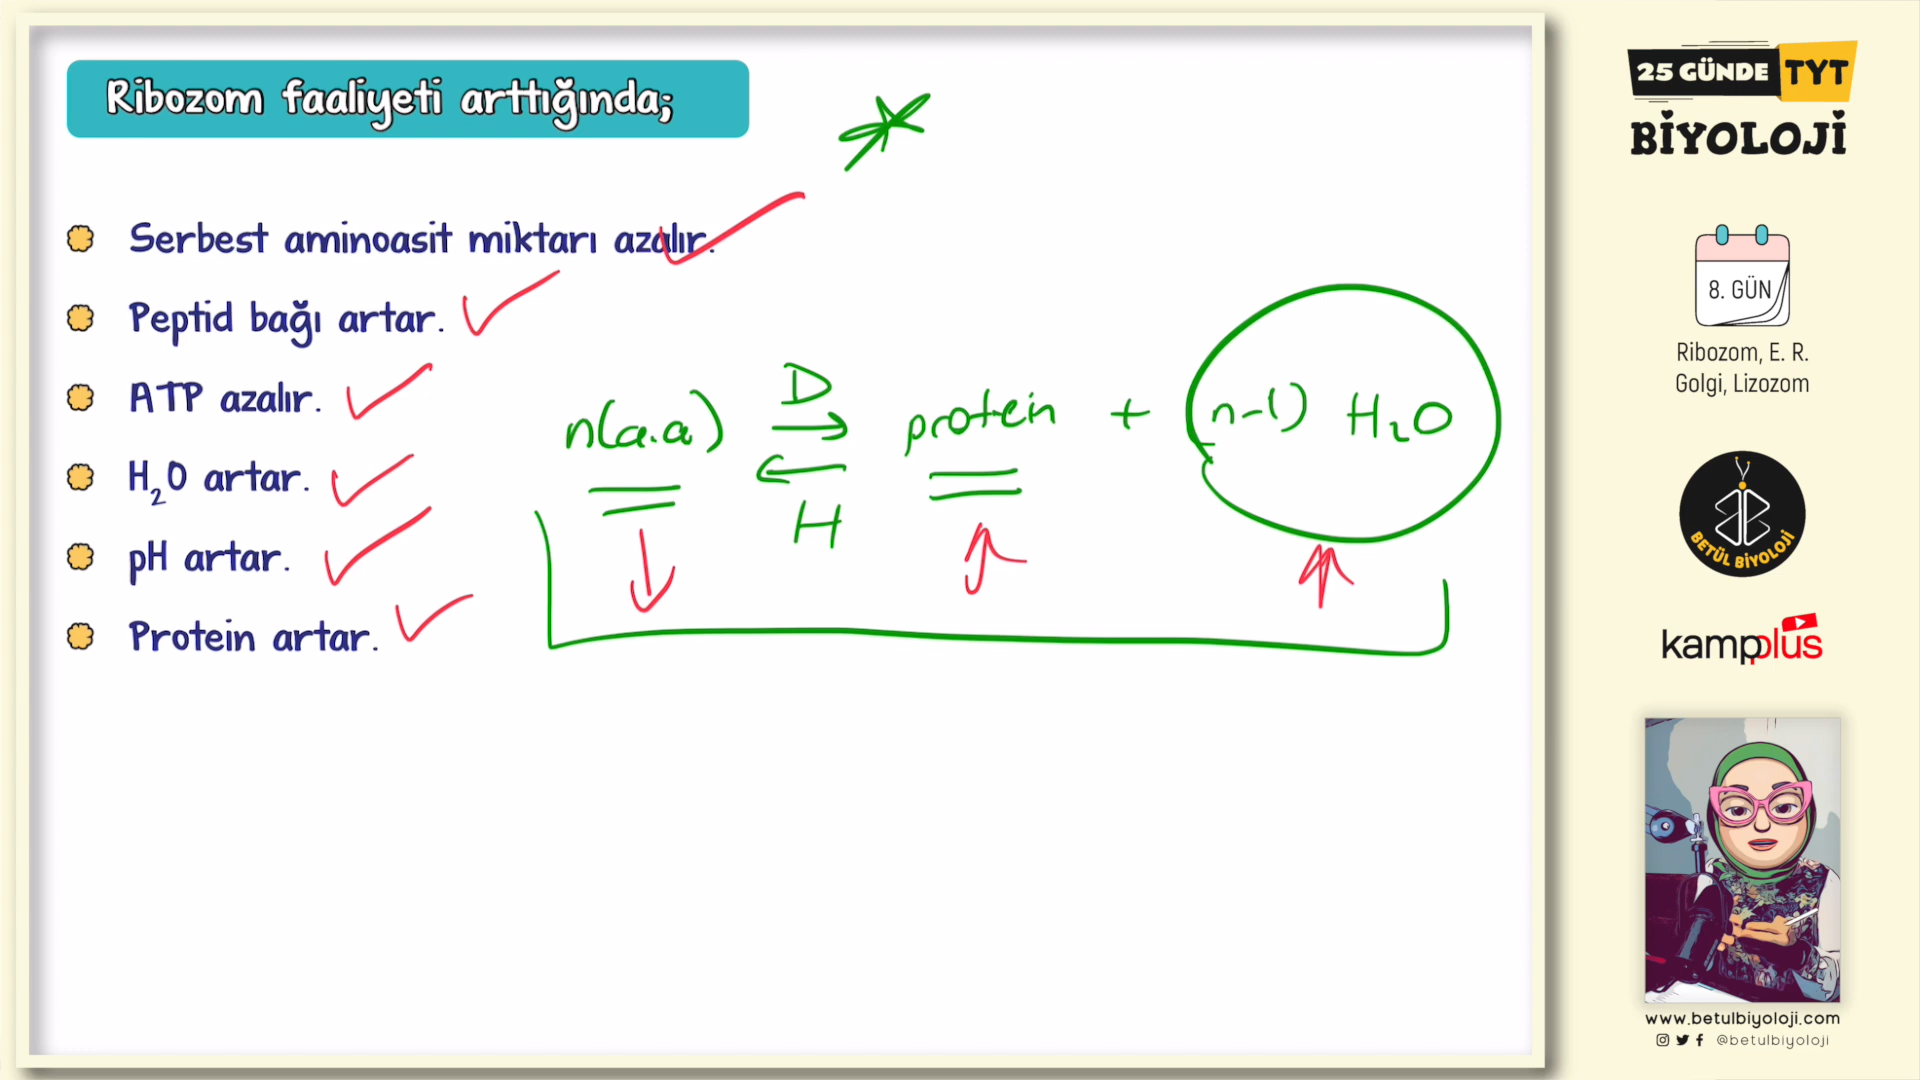 Ribozom faaliyeti arttığında;
Serbest aminoasit miktarı azalır.
Peptid bağı artar.
ATP azalır.
H₂O artar.
pH artar.
Protein artar.
D
n(a.a) ⇄ protein + (n-1) H₂O
H
25 GÜNDE TYT
BİYOLOJİ
8. GÜN
Ribozom, E. R.
Golgi, Lizozom
BETÜL BİYOLOJİ
kampplus
www.betulbiyoloji.com
@betulbiyoloji